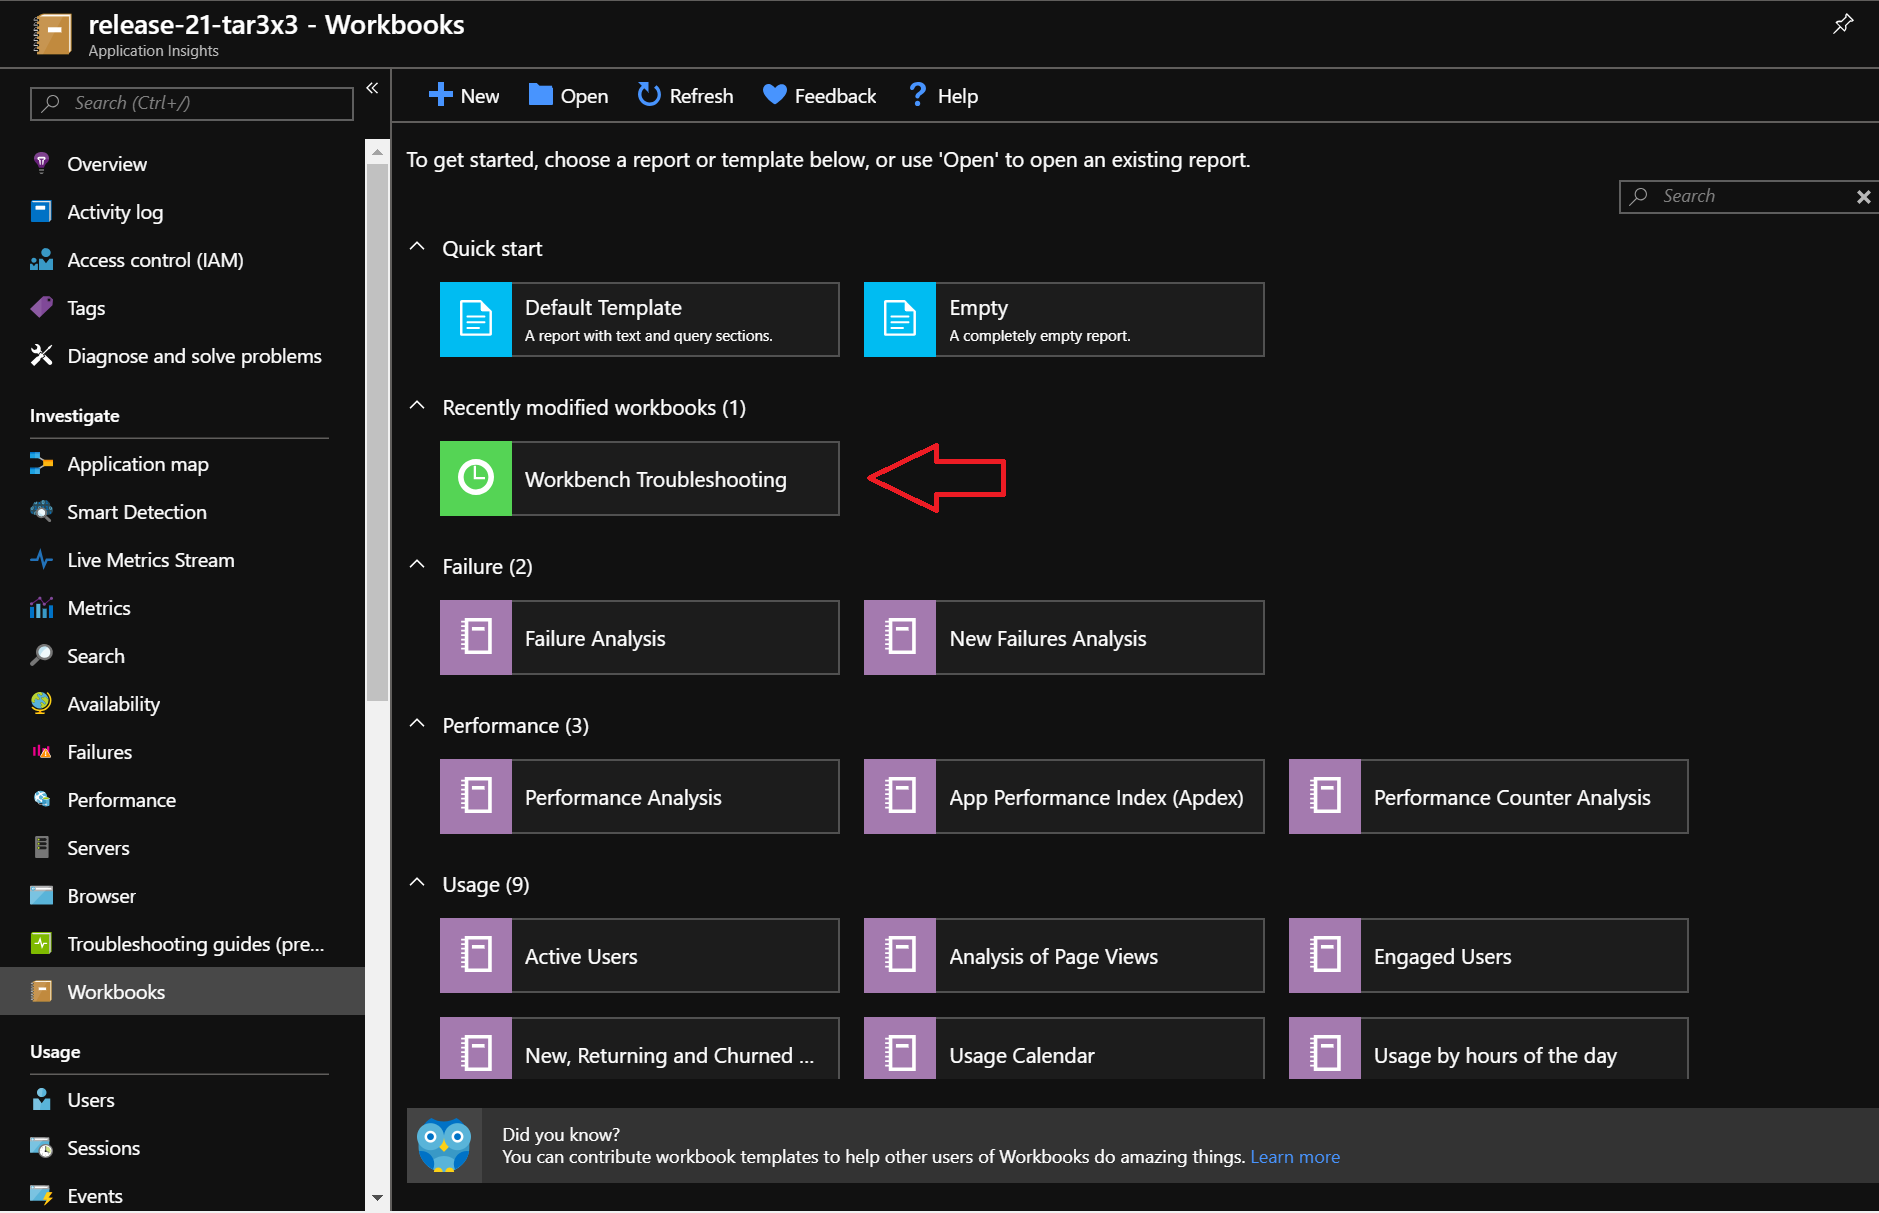 release-21-tar3x3 - Workbooks
Application Insights
Search (Ctrl+/)
Overview
Activity log
Access control (IAM)
Tags
Diagnose and solve problems
Investigate
Application map
Smart Detection
Live Metrics Stream
Metrics
Search
Availability
Failures
Performance
Servers
Browser
Troubleshooting guides (pre...
Workbooks
Usage
Users
Sessions
Events
New Open Refresh Feedback ? Help
To get started, choose a report or template below, or use 'Open' to open an existing report.
Search
Quick start
Default Template
A report with text and query sections.
Empty
A completely empty report.
Recently modified workbooks (1)
Workbench Troubleshooting
Failure (2)
Failure Analysis
New Failures Analysis
Performance (3)
Performance Analysis
App Performance Index (Apdex)
Performance Counter Analysis
Usage (9)
Active Users
Analysis of Page Views
Engaged Users
New, Returning and Churned ...
Usage Calendar
Usage by hours of the day
Did you know?
You can contribute workbook templates to help other users of Workbooks do amazing things. Learn more